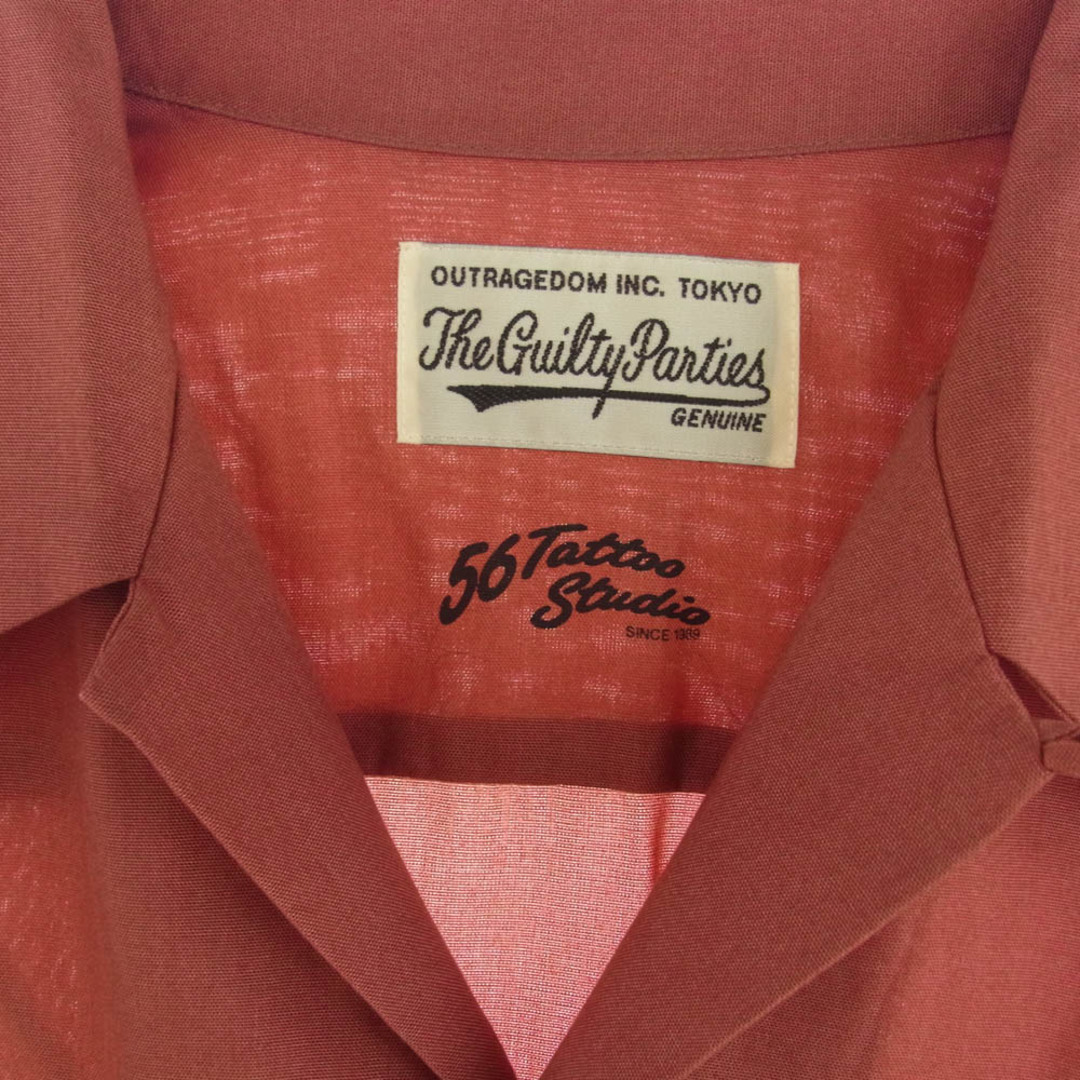 OUTRAGEDOM INC. TOKYO
The Guilty Parties
GENUINE
56 Tattoo
Studio
SINCE 1989